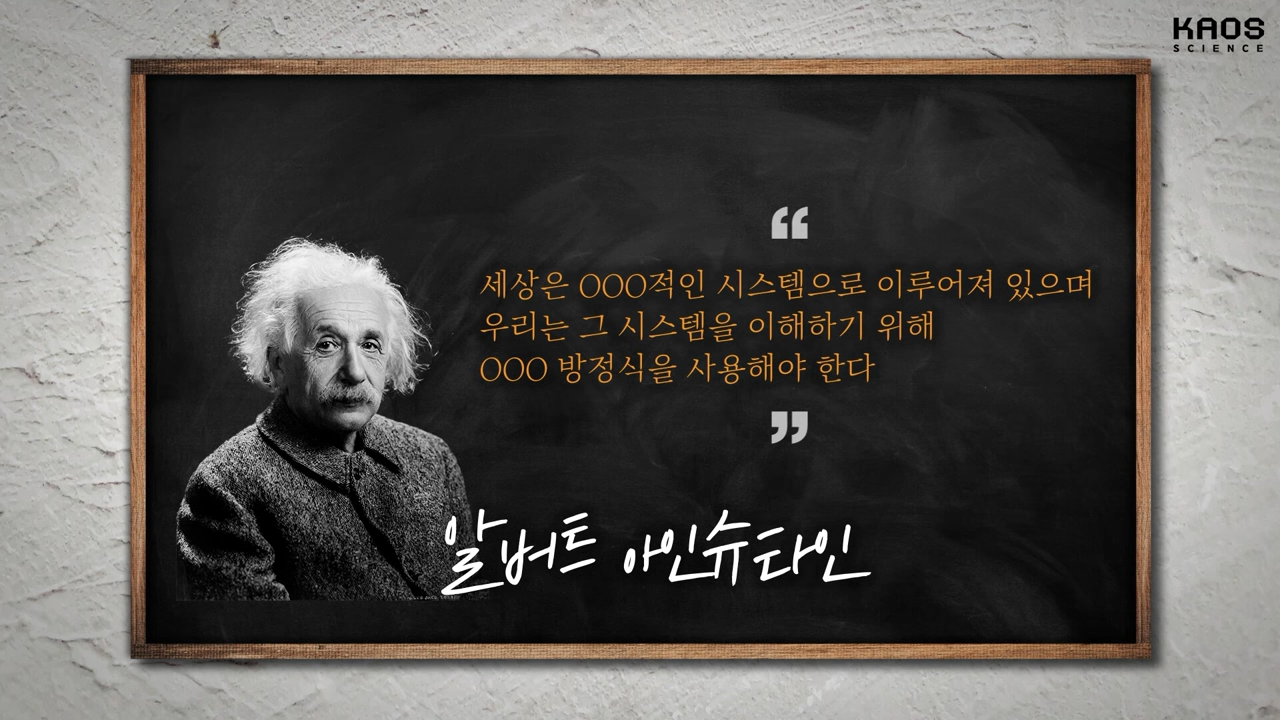 KAOS
SCIENCE
“
세상은 OOO적인 시스템으로 이루어져 있으며
우리는 그 시스템을 이해하기 위해
OOO 방정식을 사용해야 한다
”
알버트 아인슈타인